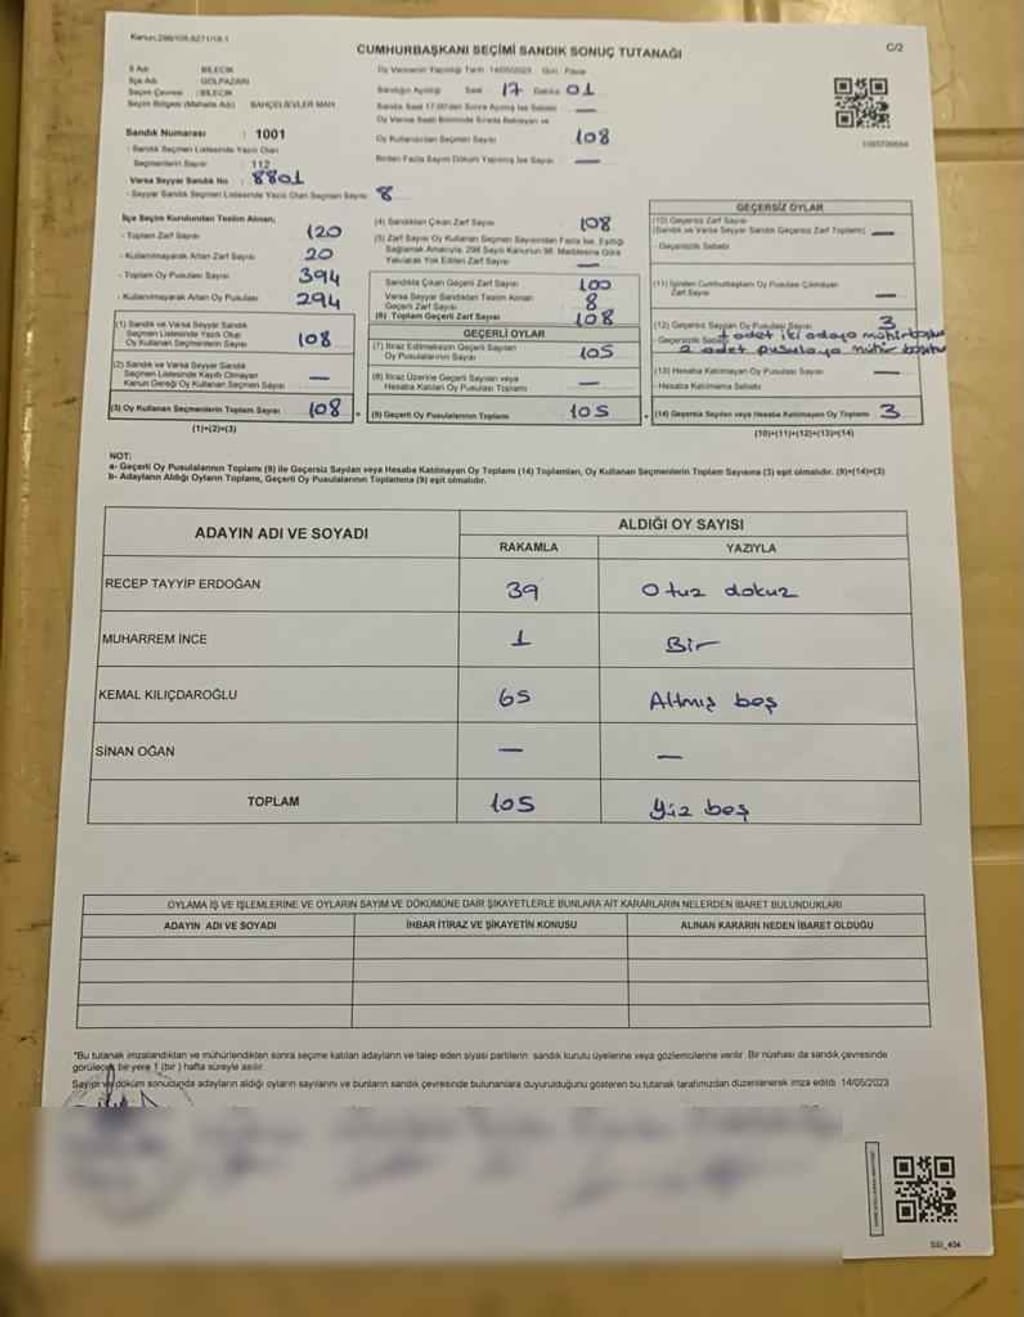 Kanun:298/105,6271/18.1
CUMHURBAŞKANI SEÇİMİ SANDIK SONUÇ TUTANAĞI
C/2
İl Adı : BİLECİK
İlçe Adı : GÖLPAZARI
Seçim Çevresi : BİLECİK
Seçim Bölgesi (Mahalle Adı) : BAHÇELİEVLER MAH.
Sandık Numarası : 1001
- Sandık Seçmen Listesinde Yazılı Olan
Seçmenlerin Sayısı : 112
Varsa Seyyar Sandık No : 8801
- Seyyar Sandık Seçmen Listesinde Yazılı Olan Seçmen Sayısı 8
Oy Vermenin Yapıldığı Tarih : 14/05/2023 Gün : Pazar
Sandığın Açıldığı Saat 17 Dakika 01
Sandık Saat 17.00'den Sonra Açılmış İse Sebebi —
Oy Verme Saati Bitiminde Sırada Bekleyen ve
Oy Kullanan Seçmen Sayısı 108
Birden Fazla Sayım Döküm Yapılmış İse Sayısı —
İlçe Seçim Kurulundan Teslim Alınan;
- Toplam Zarf Sayısı 120
- Kullanılmayarak Artan Zarf Sayısı 20
- Toplam Oy Pusulası Sayısı 394
- Kullanılmayarak Artan Oy Pusulası 294
(1) Sandık ve Varsa Seyyar Sandık
Seçmen Listesinde Yazılı Olup
Oy Kullanan Seçmenlerin Sayısı 108
(2) Sandık ve Varsa Seyyar Sandık
Seçmen Listesinde Kayıtlı Olmayan
Kanun Gereği Oy Kullanan Seçmen Sayısı —
(3) Oy Kullanan Seçmenlerin Toplam Sayısı 108
(1)+(2)=(3)
(4) Sandıktan Çıkan Zarf Sayısı 108
(5) Zarf Sayısı Oy Kullanan Seçmen Sayısından Fazla İse, Eşitliği
Sağlamak Amacıyla, 298 Sayılı Kanunun 98. Maddesine Göre
Yakılarak Yok Edilen Zarf Sayısı —
Sandıkta Çıkan Geçerli Zarf Sayısı 100
Varsa Seyyar Sandıktan Teslim Alınan
Geçerli Zarf Sayısı 8
(6) Toplam Geçerli Zarf Sayısı 108
GEÇERLİ OYLAR
(7) İtiraz Edilmeksizin Geçerli Sayılan
Oy Pusulalarının Sayısı 105
(8) İtiraz Üzerine Geçerli Sayılan veya
Hesaba Katılan Oy Pusulası Toplamı —
(9) Geçerli Oy Pusulalarının Toplamı 105
GEÇERSİZ OYLAR
(10) Geçersiz Zarf Sayısı
(Sandık ve Varsa Seyyar Sandık Geçersiz Zarf Toplamı) —
Geçersizlik Sebebi
(11) İçinden Cumhurbaşkanı Oy Pusulası Çıkmayan
Zarf Sayısı —
(12) Geçersiz Sayılan Oy Pusulası Sayısı 3
Geçersizlik Sebebi 1 adet iki adaya mühür
2 adet pusulaya mühür
(13) Hesaba Katılmayan Oy Pusulası Sayısı —
Hesaba Katılmama Sebebi
(14) Geçersiz Sayılan veya Hesaba Katılmayan Oy Toplamı 3
(10)+(11)+(12)+(13)=(14)
NOT:
a- Geçerli Oy Pusulalarının Toplamı (9) ile Geçersiz Sayılan veya Hesaba Katılmayan Oy Toplamı (14) Toplamları, Oy Kullanan Seçmenlerin Toplam Sayısına (3) eşit olmalıdır. (9)+(14)=(3)
b- Adayların Aldığı Oyların Toplamı, Geçerli Oy Pusulalarının Toplamına (9) eşit olmalıdır.
ADAYIN ADI VE SOYADI
ALDIĞI OY SAYISI
RAKAMLA YAZIYLA
RECEP TAYYİP ERDOĞAN 39 Otuz dokuz
MUHARREM İNCE 1 Bir
KEMAL KILIÇDAROĞLU 65 Altmış beş
SİNAN OĞAN — —
TOPLAM 105 Yüz beş
OYLAMA İŞ VE İŞLEMLERİNE VE OYLARIN SAYIM VE DÖKÜMÜNE DAİR ŞİKAYETLERLE BUNLARA AİT KARARLARIN NELERDEN İBARET BULUNDUKLARI
ADAYIN ADI VE SOYADI İHBAR İTİRAZ VE ŞİKAYETİN KONUSU ALINAN KARARIN NEDEN İBARET OLDUĞU
*Bu tutanak imzalandıktan ve mühürlendikten sonra seçime katılan adayların ve talep eden siyasi partilerin sandık kurulu üyelerine veya gözlemcilerine verilir. Bir nüshası da sandık çevresinde
görülecek bir yere 1 (bir) hafta süreyle asılır.
Sayım ve döküm sonucunda adayların aldığı oyların sayılarını ve bunların sandık çevresinde bulunanlara duyurulduğunu gösteren bu tutanak tarafımızdan düzenlenerek imza edildi. 14/05/2023